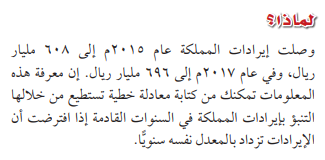 لماذا؟
وصلت إيرادات المملكة عام ٢٠١٥م إلى ٦٠٨ مليار
ريال، وفي عام ٢٠١٧م إلى ٦٩٦ مليار ريال. إن معرفة هذه
المعلومات تمكنك من كتابة معادلة خطية تستطيع من خلالها
التنبؤ بإيرادات المملكة في السنوات القادمة إذا افترضت أن
الإيرادات تزداد بالمعدل نفسه سنويًّا.